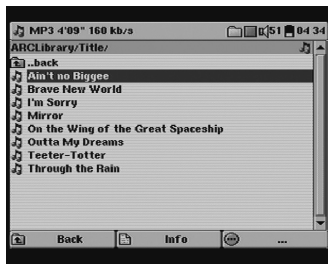 MP3 4'09" 160 kb/s 51 04 34
ARCLibrary/Title/
..back
Ain't no Biggee
Brave New World
I'm Sorry
Mirror
On the Wing of the Great Spaceship
Outta My Dreams
Teeter-Totter
Through the Rain
Back Info ...